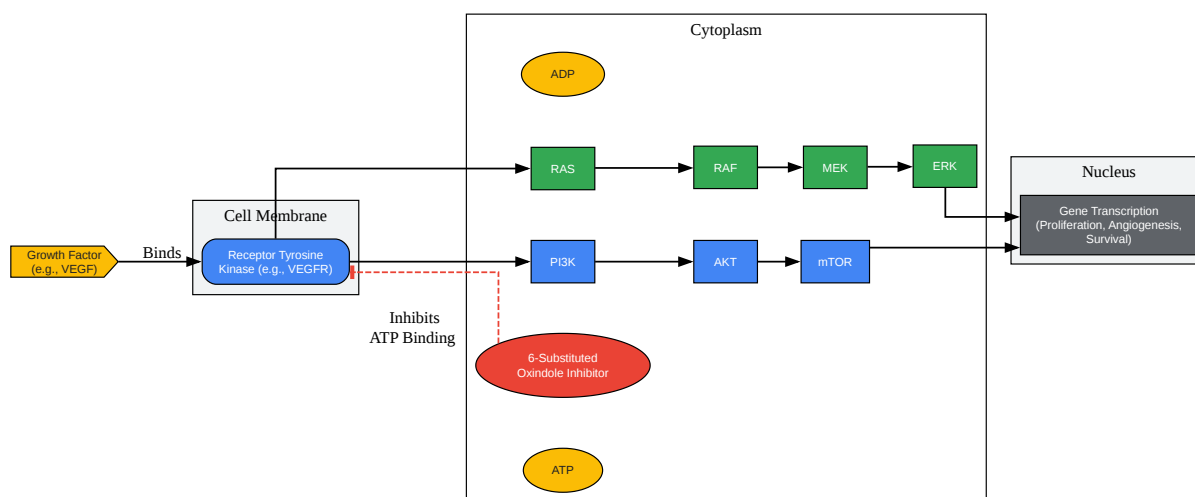 Cytoplasm
ADP
RAS
RAF
MEK
ERK
Nucleus
Gene Transcription
(Proliferation, Angiogenesis,
Survival)
Cell Membrane
Growth Factor
(e.g., VEGF)
Binds
Receptor Tyrosine
Kinase (e.g., VEGFR)
PI3K
AKT
mTOR
Inhibits
ATP Binding
6-Substituted
Oxindole Inhibitor
ATP